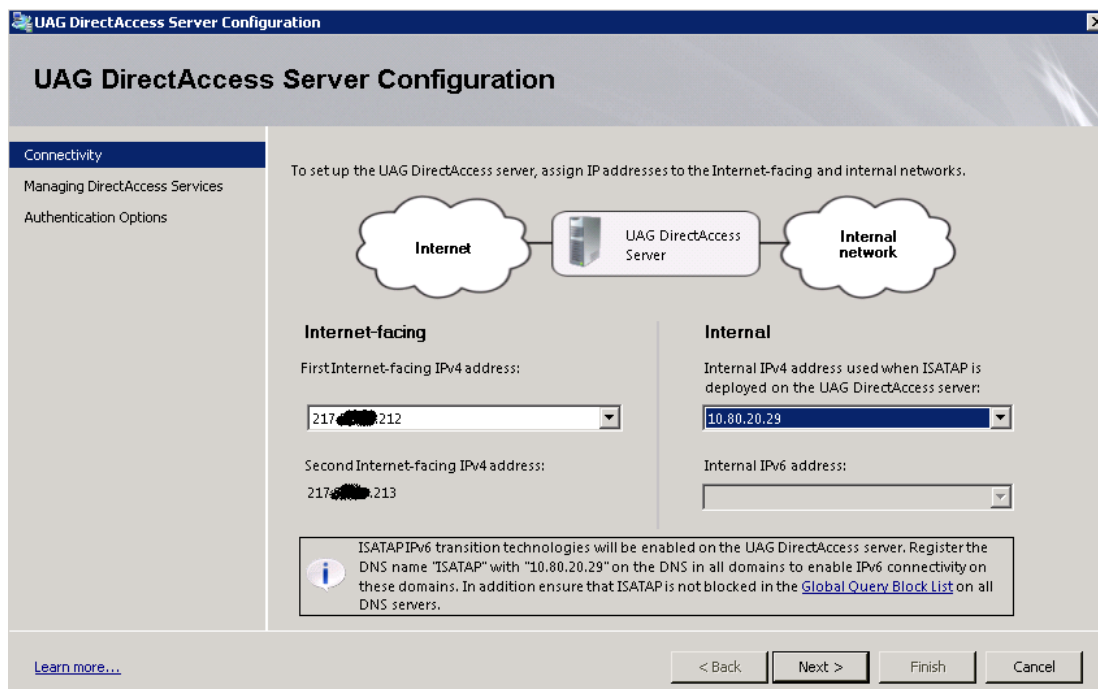 UAG DirectAccess Server Configuration
UAG DirectAccess Server Configuration
Connectivity
Managing DirectAccess Services
Authentication Options
To set up the UAG DirectAccess server, assign IP addresses to the Internet-facing and internal networks.
Internet
UAG DirectAccess
Server
Internal
network
Internet-facing
First Internet-facing IPv4 address:
217. .212
Second Internet-facing IPv4 address:
217. .213
Internal
Internal IPv4 address used when ISATAP is
deployed on the UAG DirectAccess server:
10.80.20.29
Internal IPv6 address:
ISATAP IPv6 transition technologies will be enabled on the UAG DirectAccess server. Register the
DNS name "ISATAP" with "10.80.20.29" on the DNS in all domains to enable IPv6 connectivity on
these domains. In addition ensure that ISATAP is not blocked in the Global Query Block List on all
DNS servers.
Learn more...
< Back
Next >
Finish
Cancel